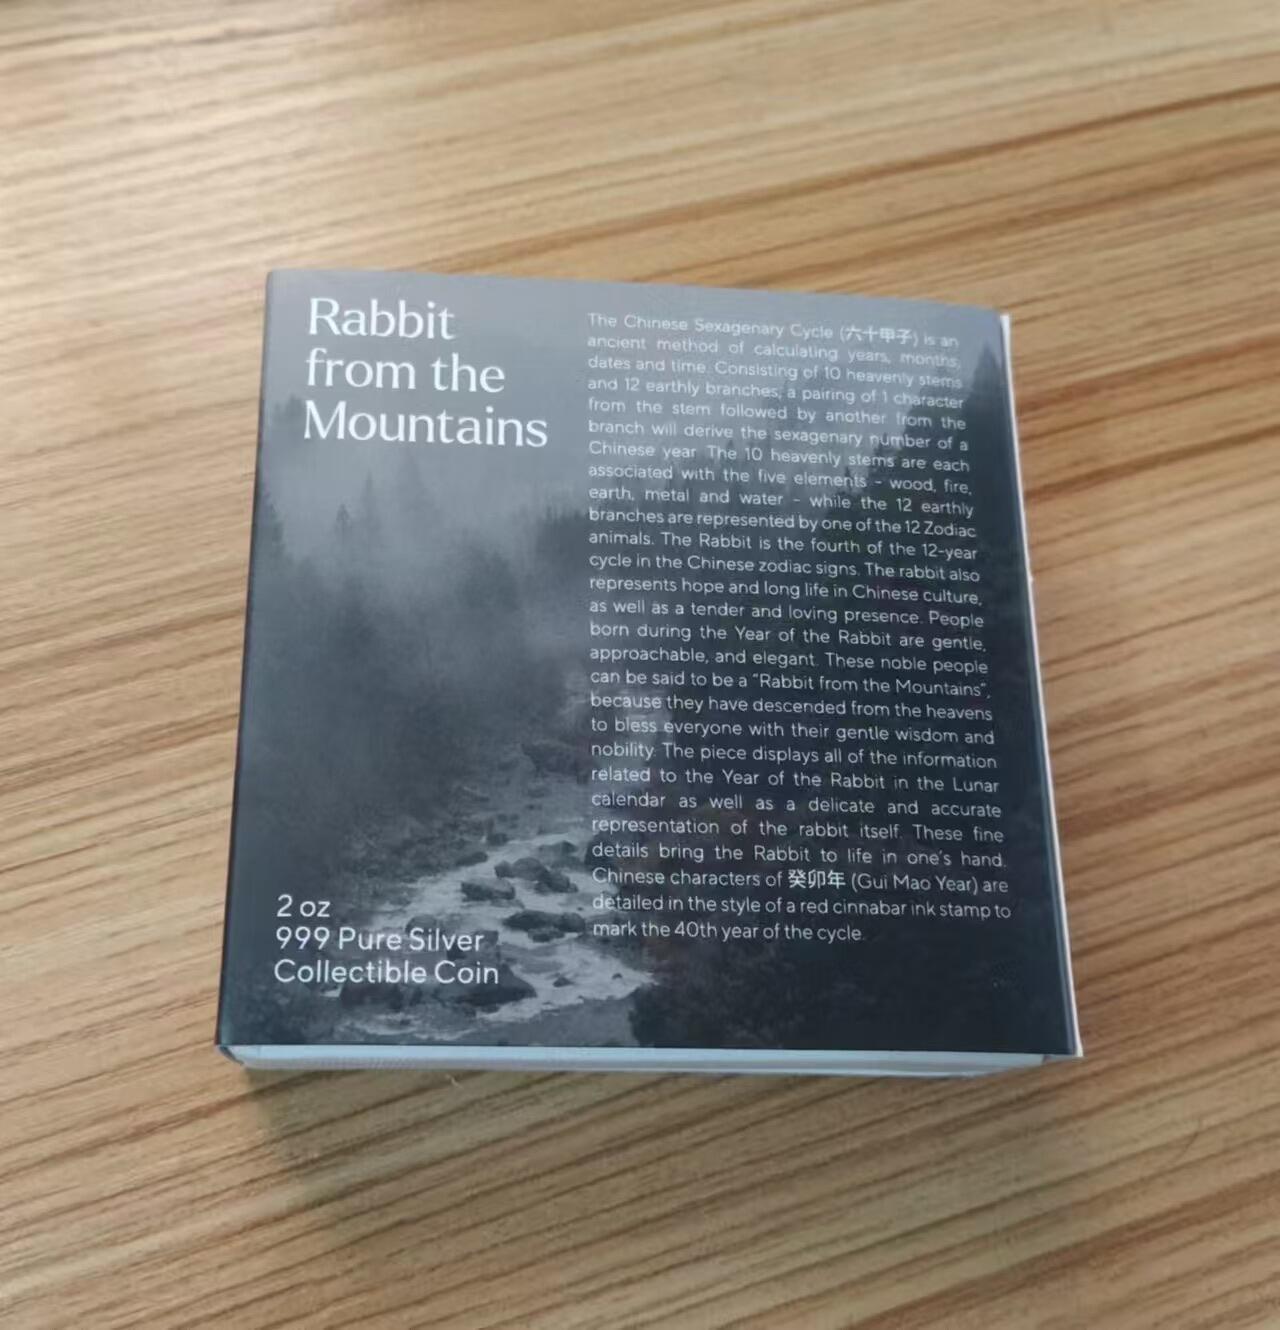 Rabbit
from the
Mountains
The Chinese Sexagenary Cycle (六十甲子) is an
ancient method of calculating years, months,
dates and time. Consisting of 10 heavenly stems
and 12 earthly branches, a pairing of 1 character
from the stem followed by another from the
branch will derive the sexagenary number of a
Chinese year. The 10 heavenly stems are each
associated with the five elements - wood, fire,
earth, metal and water - while the 12 earthly
branches are represented by one of the 12 Zodiac
animals. The Rabbit is the fourth of the 12-year
cycle in the Chinese zodiac signs. The rabbit also
represents hope and long life in Chinese culture,
as well as a tender and loving presence. People
born during the Year of the Rabbit are gentle,
approachable, and elegant. These noble people
can be said to be a "Rabbit from the Mountains",
because they have descended from the heavens
to bless everyone with their gentle wisdom and
nobility. The piece displays all of the information
related to the Year of the Rabbit in the Lunar
calendar as well as a delicate and accurate
representation of the rabbit itself. These fine
details bring the Rabbit to life in one's hand.
Chinese characters of 癸卯年 (Gui Mao Year) are
detailed in the style of a red cinnabar ink stamp to
mark the 40th year of the cycle.
2 oz
999 Pure Silver
Collectible Coin